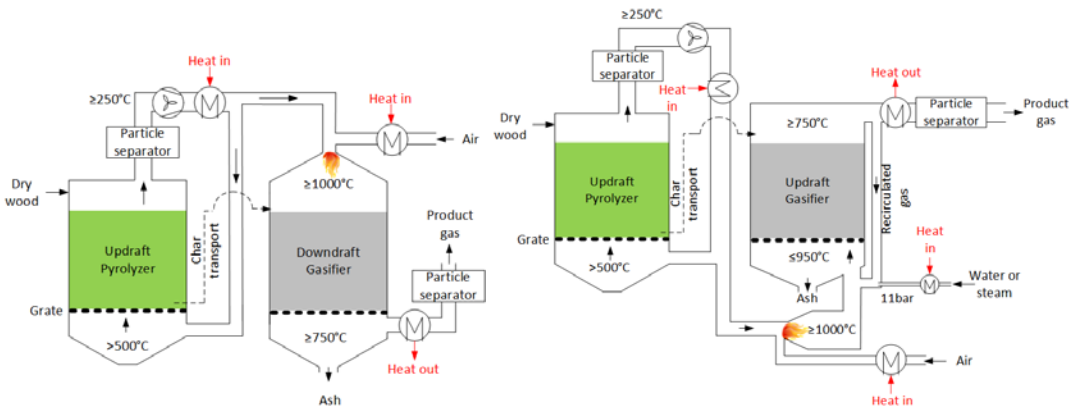 ≥250°C
Heat in
Heat in
Particle
separator
Air
Dry
wood
≥1000°C
Char
transport
Updraft
Pyrolyzer
Downdraft
Gasifier
Product
gas
Particle
separator
Grate
>500°C
≥750°C
Heat out
Ash
≥250°C
Particle
separator
Heat
in
Heat out
Particle
separator
Product
gas
Dry
wood
≥750°C
Updraft
Pyrolyzer
Char
transport
Updraft
Gasifier
Recirculated
gas
Grate
>500°C
≤950°C
Heat
in
Ash
11bar
Water or
steam
≥1000°C
Air
Heat in
M
M
M
M
M
M
M